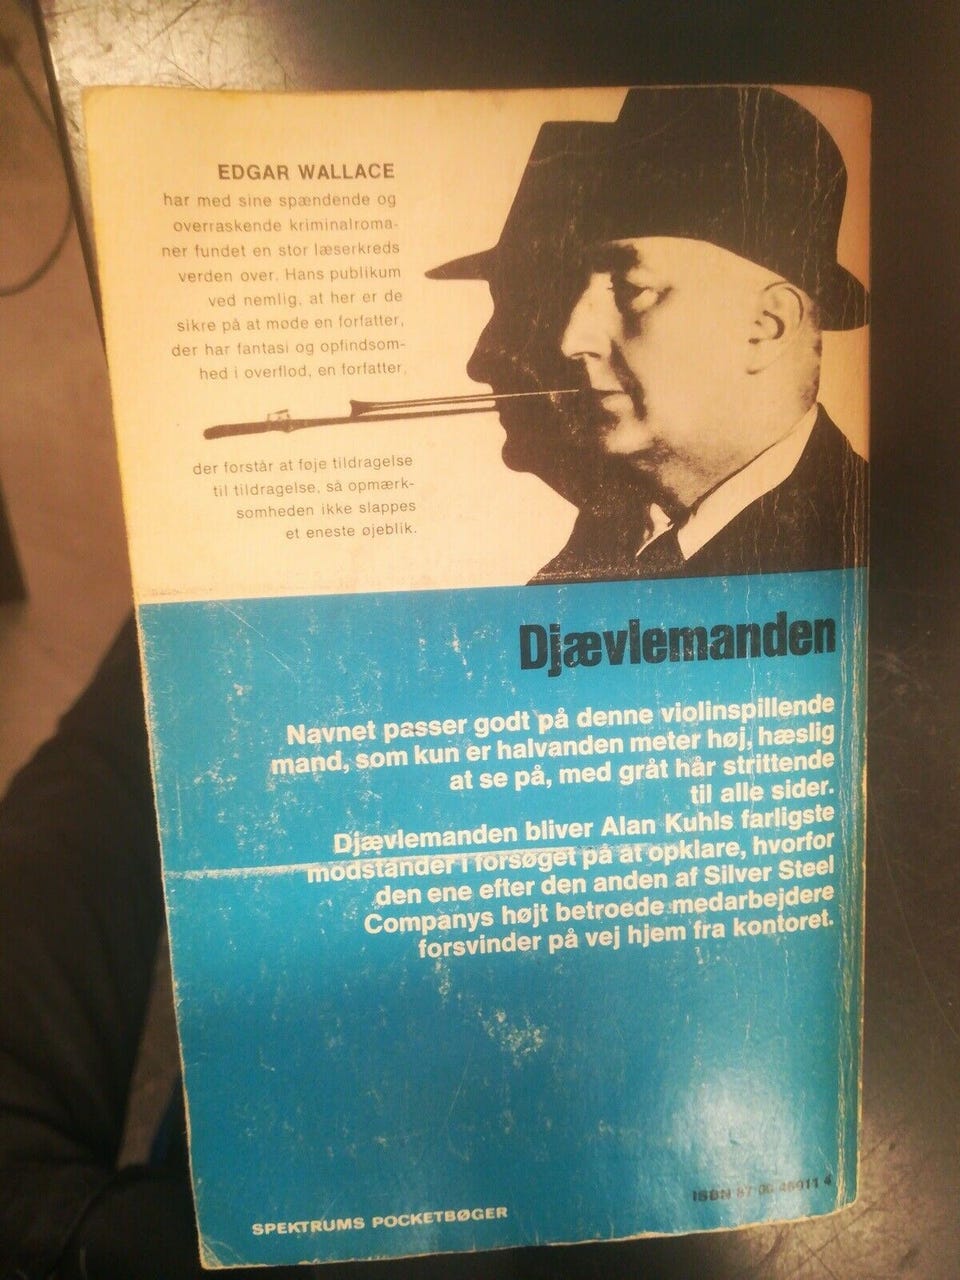 EDGAR WALLACE
har med sine spændende og
overraskende kriminalroma-
ner fundet en stor læserkreds
verden over. Hans publikum
ved nemlig, at her er de
sikre på at møde en forfatter,
der har fantasi og opfindsom-
hed i overflod, en forfatter,
der forstår at føje tildragelse
til tildragelse, så opmærk-
somheden ikke slappes
et eneste øjeblik.
Djævlemanden
Navnet passer godt på denne violinspillende
mand, som kun er halvanden meter høj, hæslig
at se på, med gråt hår strittende
til alle sider.
Djævlemanden bliver Alan Kuhls farligste
modstander i forsøget på at opklare, hvorfor
den ene efter den anden af Silver Steel
Companys højt betroede medarbejdere
forsvinder på vej hjem fra kontoret.
ISBN 87
SPEKTRUMS POCKETBØGER